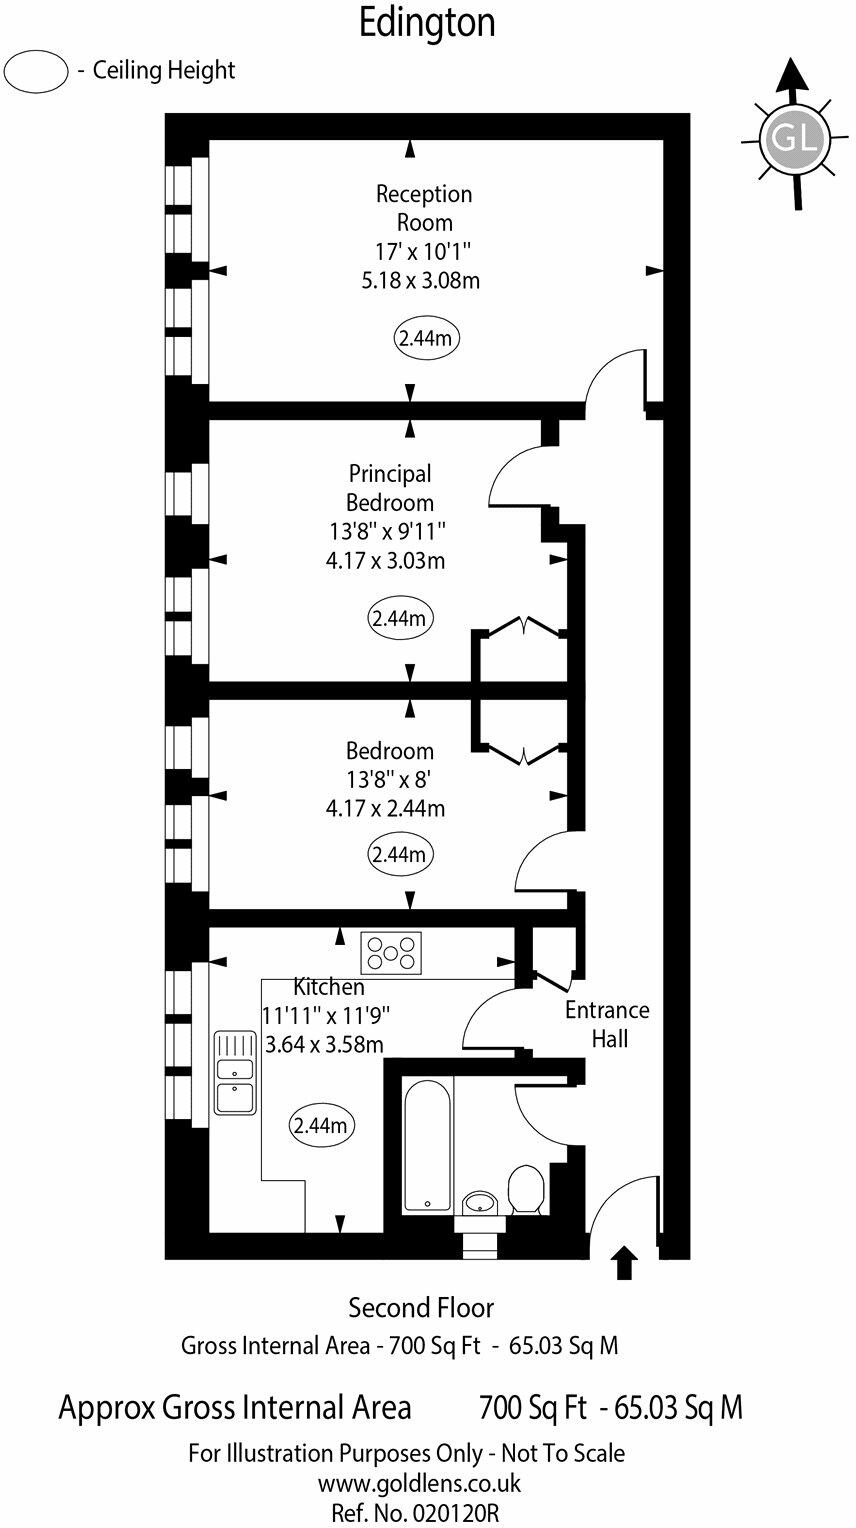 Edington
- Ceiling Height
GL
Reception
Room
17' x 10'1"
5.18 x 3.08m
2.44m
Principal
Bedroom
13'8" x 9'11"
4.17 x 3.03m
2.44m
Bedroom
13'8" x 8'
4.17 x 2.44m
2.44m
Kitchen
11'11" x 11'9"
3.64 x 3.58m
2.44m
Entrance
Hall
Second Floor
Gross Internal Area - 700 Sq Ft - 65.03 Sq M
Approx Gross Internal Area 700 Sq Ft - 65.03 Sq M
For Illustration Purposes Only - Not To Scale
www.goldlens.co.uk
Ref. No. 020120R